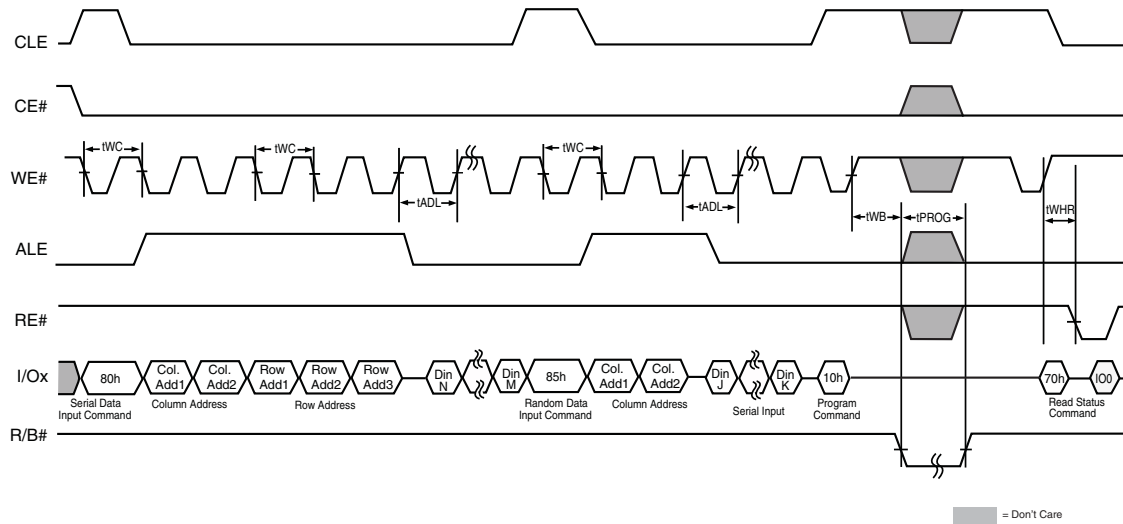 CLE
CE#
tWC
tWC
tWC
WE#
tADL
tADL
tWB
tPROG
tWHR
ALE
RE#
I/Ox
80h
Col.
Add1
Col.
Add2
Row
Add1
Row
Add2
Row
Add3
Din
N
Din
M
85h
Col.
Add1
Col.
Add2
Din
J
Din
K
10h
70h
I00
Serial Data
Input Command
Column Address
Row Address
Random Data
Input Command
Column Address
Serial Input
Program
Command
Read Status
Command
R/B#
= Don't Care